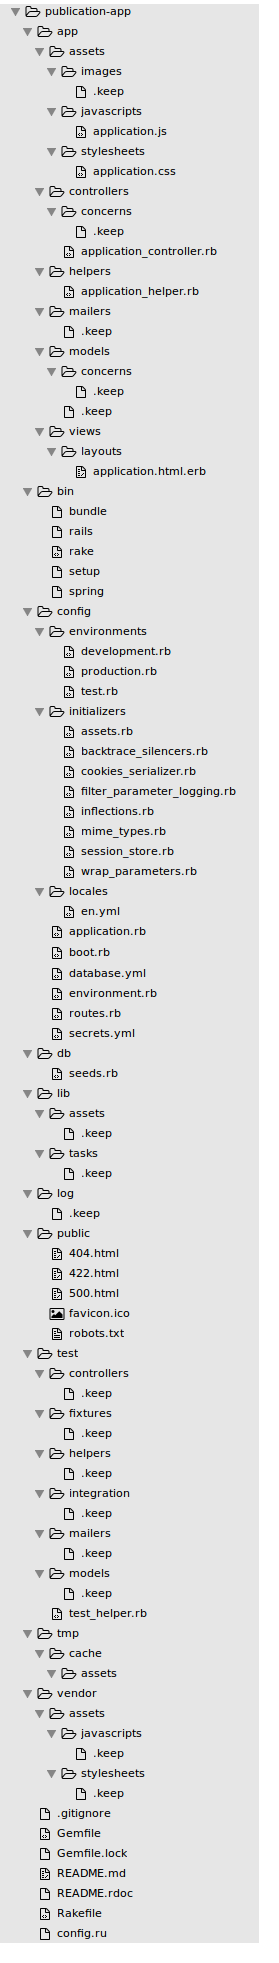 publication-app
app
assets
images
.keep
javascripts
application.js
stylesheets
application.css
controllers
concerns
.keep
application_controller.rb
helpers
application_helper.rb
mailers
.keep
models
concerns
.keep
.keep
views
layouts
application.html.erb
bin
bundle
rails
rake
setup
spring
config
environments
development.rb
production.rb
test.rb
initializers
assets.rb
backtrace_silencers.rb
cookies_serializer.rb
filter_parameter_logging.rb
inflections.rb
mime_types.rb
session_store.rb
wrap_parameters.rb
locales
en.yml
application.rb
boot.rb
database.yml
environment.rb
routes.rb
secrets.yml
db
seeds.rb
lib
assets
.keep
tasks
.keep
log
.keep
public
404.html
422.html
500.html
favicon.ico
robots.txt
test
controllers
.keep
fixtures
.keep
helpers
.keep
integration
.keep
mailers
.keep
models
.keep
test_helper.rb
tmp
cache
assets
vendor
assets
javascripts
.keep
stylesheets
.keep
.gitignore
Gemfile
Gemfile.lock
README.md
README.rdoc
Rakefile
config.ru